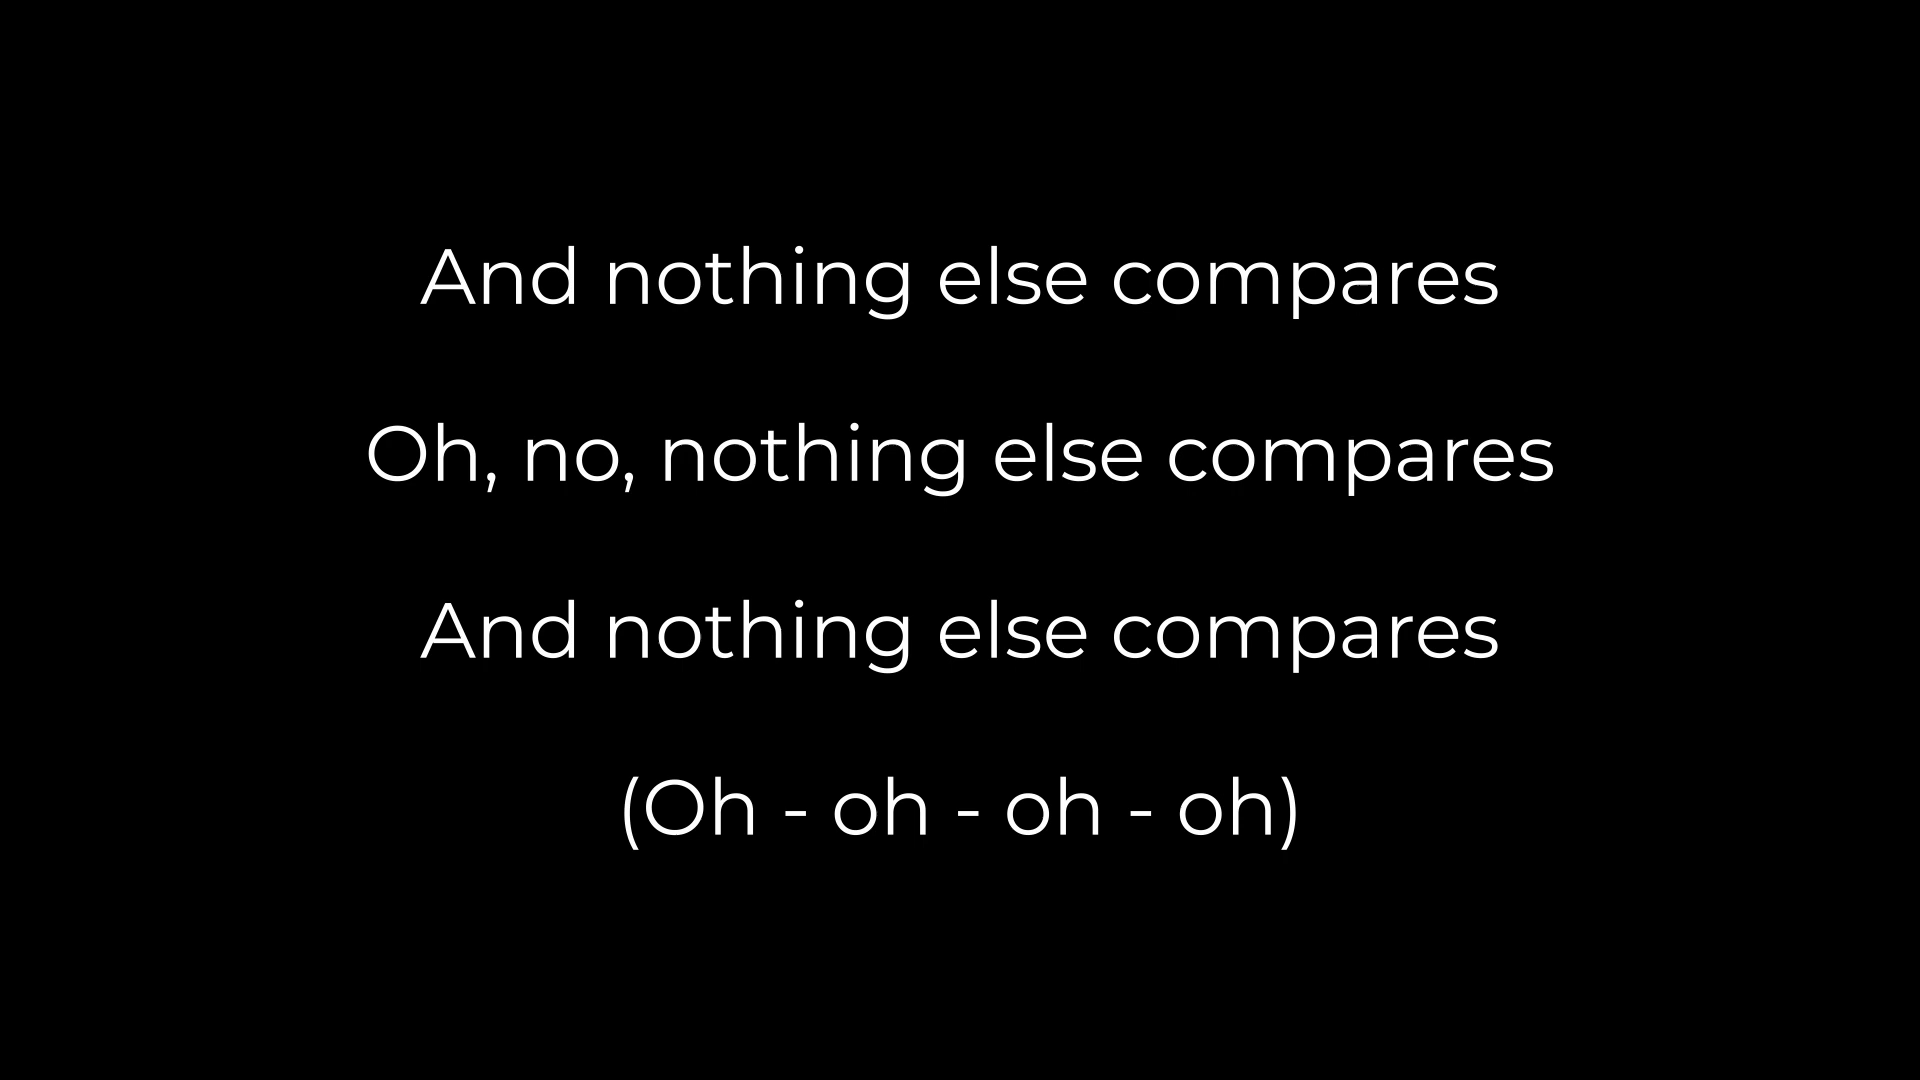 And nothing else compares
Oh, no, nothing else compares
And nothing else compares
(Oh - oh - oh - oh)